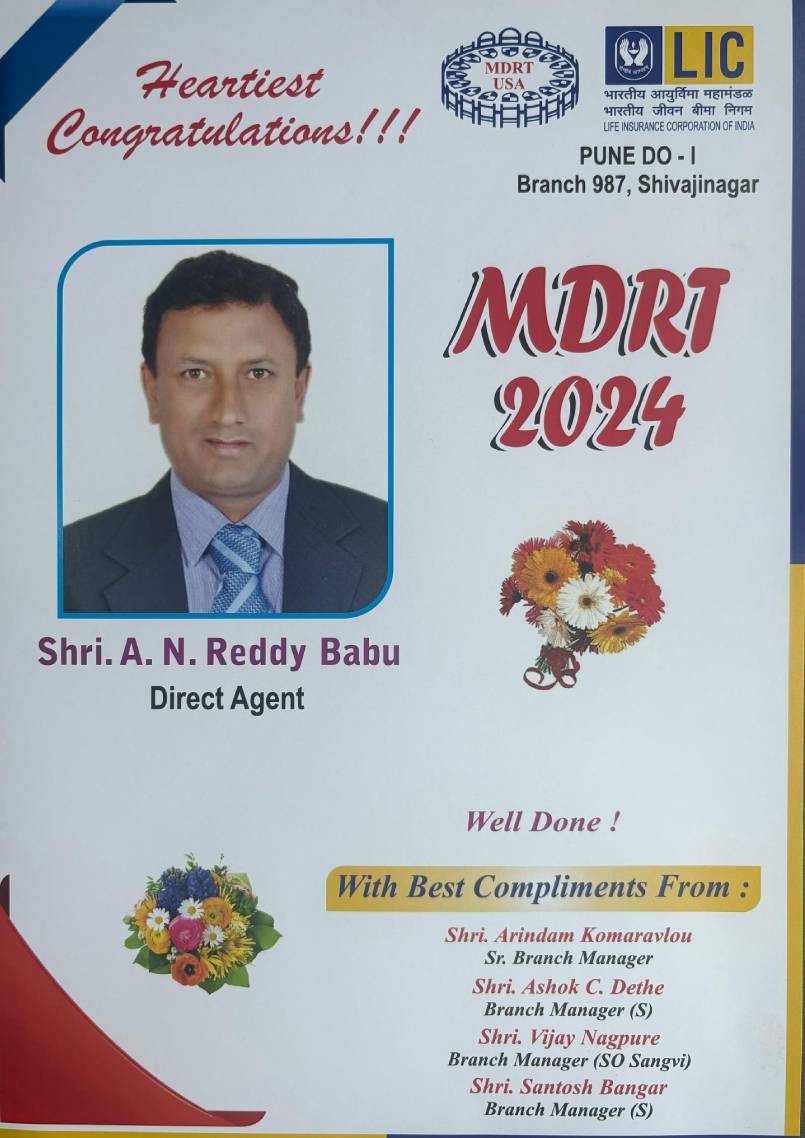 Heartiest
Congratulations!!!
MDRT
USA
LIC
भारतीय आयुर्विमा महामंडळ
भारतीय जीवन बीमा निगम
LIFE INSURANCE CORPORATION OF INDIA
PUNE DO - I
Branch 987, Shivajinagar
MDRT
2024
Shri. A. N. Reddy Babu
Direct Agent
Well Done !
With Best Compliments From :
Shri. Arindam Komaravlou
Sr. Branch Manager
Shri. Ashok C. Dethe
Branch Manager (S)
Shri. Vijay Nagpure
Branch Manager (SO Sangvi)
Shri. Santosh Bangar
Branch Manager (S)